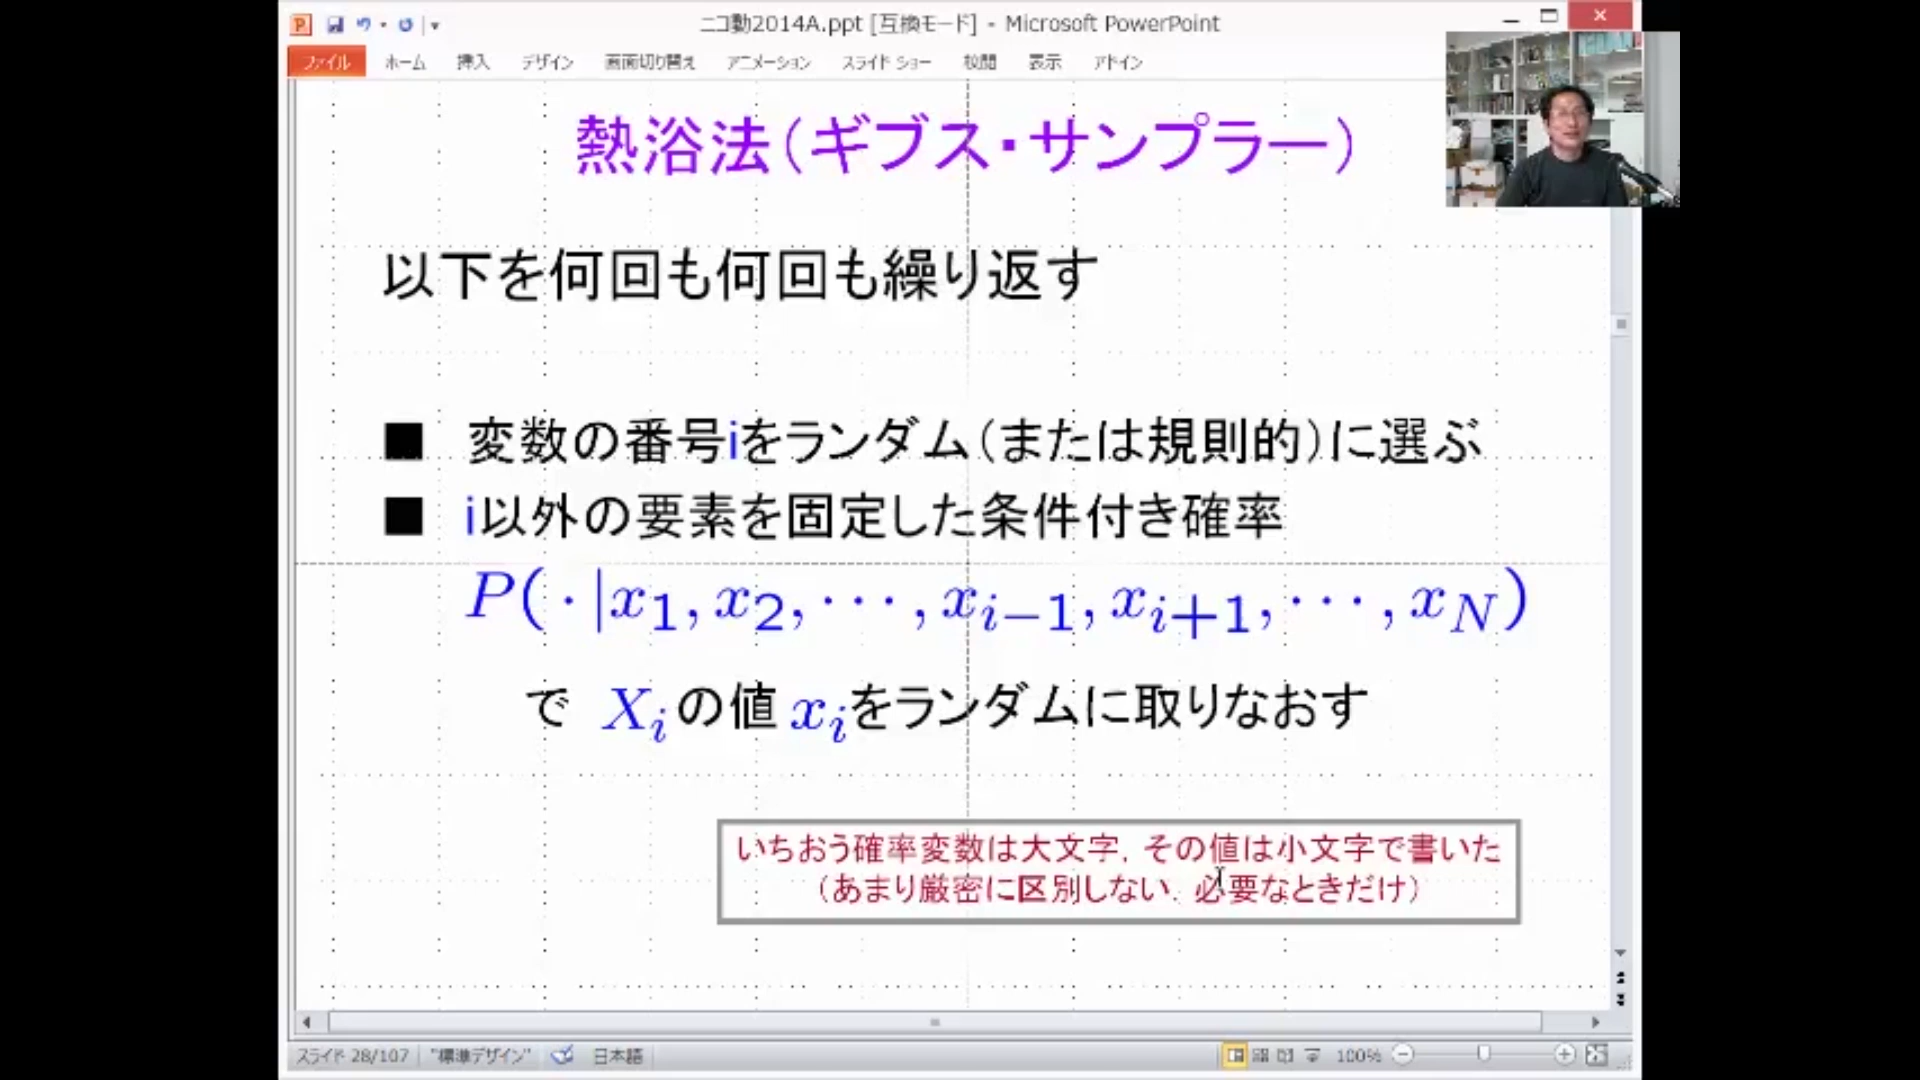 ニコ動2014A.ppt [互換モード] - Microsoft PowerPoint
ファイル ホーム 挿入 デザイン 画面切り替え アニメーション スライド ショー 校閲 表示 アドイン
熱浴法(ギブス・サンプラー)
以下を何回も何回も繰り返す
■ 変数の番号iをランダム(または規則的)に選ぶ
■ i以外の要素を固定した条件付き確率
P(·|x₁, x₂, ···, xᵢ₋₁, xᵢ₊₁, ···, x_N)
で Xᵢの値 xᵢをランダムに取りなおす
いちおう確率変数は大文字, その値は小文字で書いた
(あまり厳密に区別しない. 必要なときだけ)
スライド 28/107 "標準デザイン" 日本語 100%